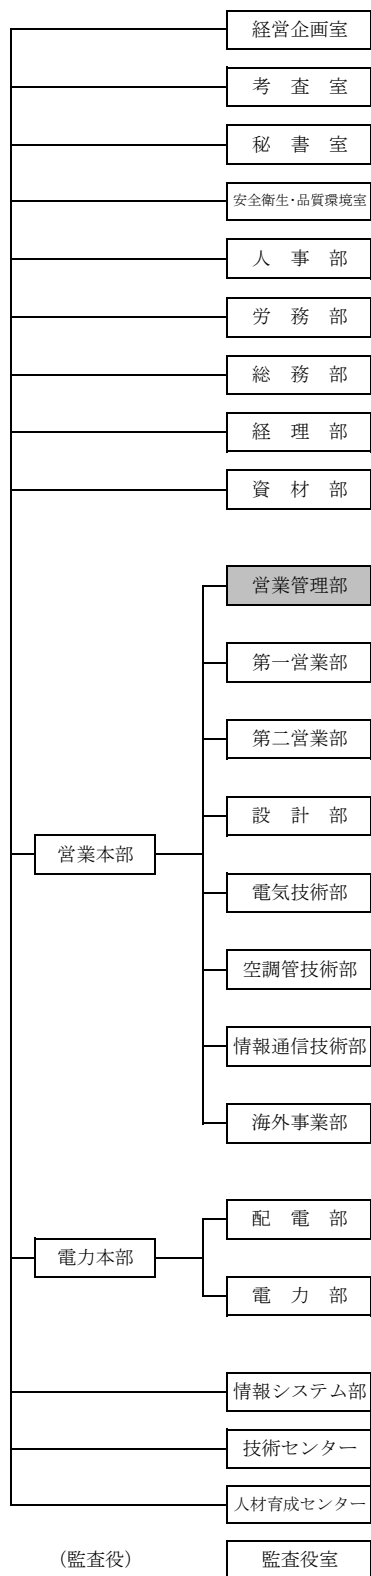 経営企画室
考査室
秘書室
安全衛生・品質環境室
人事部
労務部
総務部
経理部
資材部
営業本部
営業管理部
第一営業部
第二営業部
設計部
電気技術部
空調管技術部
情報通信技術部
海外事業部
電力本部
配電部
電力部
情報システム部
技術センター
人材育成センター
（監査役）
監査役室